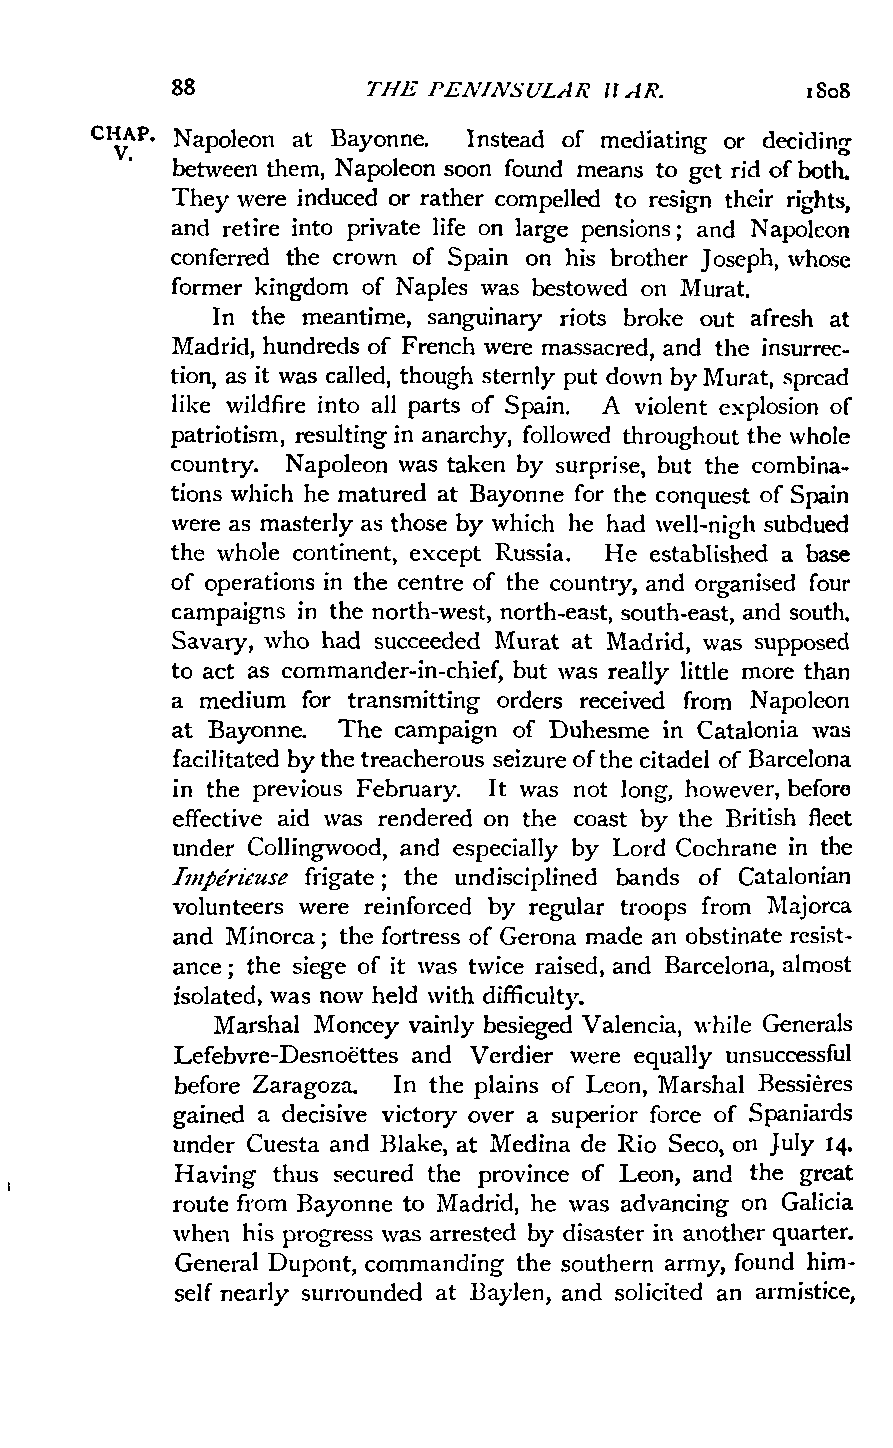 88 THE PENINSULAR WAR. 1808
CHAP. V.
Napoleon at Bayonne. Instead of mediating or deciding
between them, Napoleon soon found means to get rid of both.
They were induced or rather compelled to resign their rights,
and retire into private life on large pensions; and Napoleon
conferred the crown of Spain on his brother Joseph, whose
former kingdom of Naples was bestowed on Murat.
In the meantime, sanguinary riots broke out afresh at
Madrid, hundreds of French were massacred, and the insurrec-
tion, as it was called, though sternly put down by Murat, spread
like wildfire into all parts of Spain. A violent explosion of
patriotism, resulting in anarchy, followed throughout the whole
country. Napoleon was taken by surprise, but the combina-
tions which he matured at Bayonne for the conquest of Spain
were as masterly as those by which he had well-nigh subdued
the whole continent, except Russia. He established a base
of operations in the centre of the country, and organised four
campaigns in the north-west, north-east, south-east, and south.
Savary, who had succeeded Murat at Madrid, was supposed
to act as commander-in-chief, but was really little more than
a medium for transmitting orders received from Napoleon
at Bayonne. The campaign of Duhesme in Catalonia was
facilitated by the treacherous seizure of the citadel of Barcelona
in the previous February. It was not long, however, before
effective aid was rendered on the coast by the British fleet
under Collingwood, and especially by Lord Cochrane in the
Impérieuse frigate; the undisciplined bands of Catalonian
volunteers were reinforced by regular troops from Majorca
and Minorca; the fortress of Gerona made an obstinate resist-
ance; the siege of it was twice raised, and Barcelona, almost
isolated, was now held with difficulty.
Marshal Moncey vainly besieged Valencia, while Generals
Lefebvre-Desnoëttes and Verdier were equally unsuccessful
before Zaragoza. In the plains of Leon, Marshal Bessières
gained a decisive victory over a superior force of Spaniards
under Cuesta and Blake, at Medina de Rio Seco, on July 14.
Having thus secured the province of Leon, and the great
route from Bayonne to Madrid, he was advancing on Galicia
when his progress was arrested by disaster in another quarter.
General Dupont, commanding the southern army, found him-
self nearly surrounded at Baylen, and solicited an armistice,